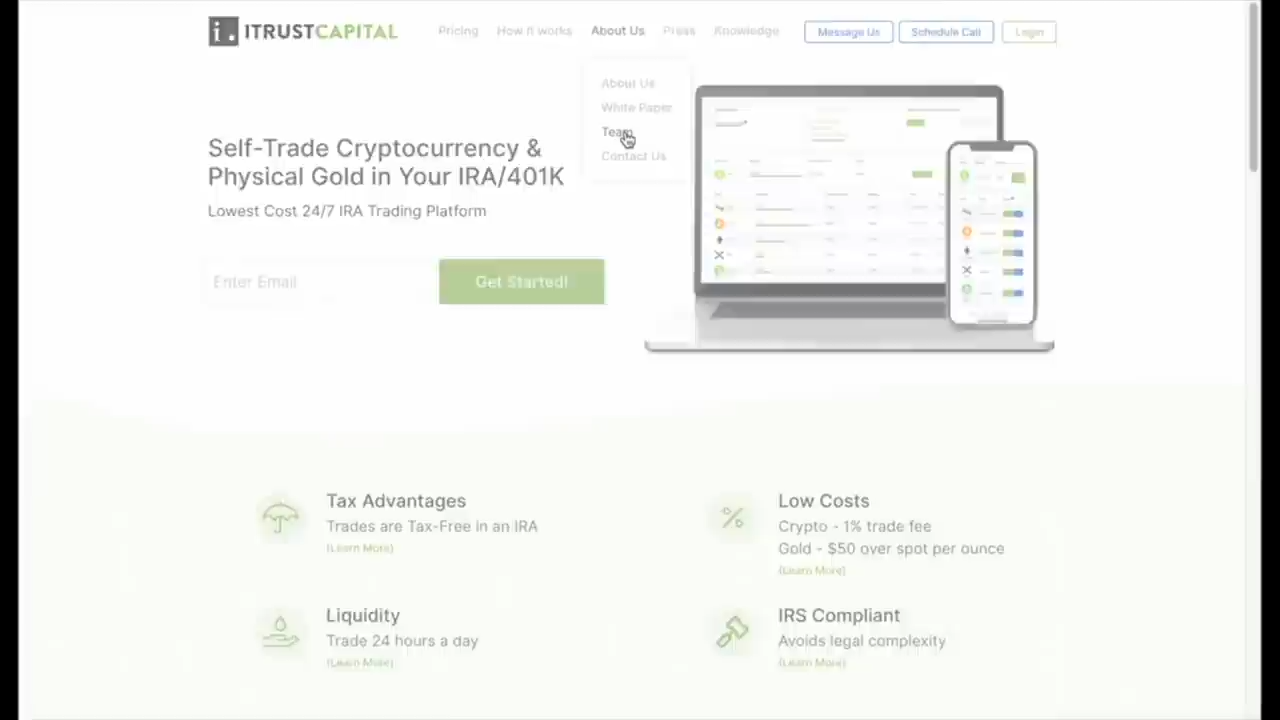 i. ITRUSTCAPITAL
Pricing How it works About Us Press Knowledge Message Us Schedule Call Login
About Us
White Paper
Team
Contact Us
Self-Trade Cryptocurrency &
Physical Gold in Your IRA/401K
Lowest Cost 24/7 IRA Trading Platform
Enter Email Get Started!
Tax Advantages
Trades are Tax-Free in an IRA
(Learn More)
Low Costs
Crypto - 1% trade fee
Gold - $50 over spot per ounce
(Learn More)
Liquidity
Trade 24 hours a day
(Learn More)
IRS Compliant
Avoids legal complexity
(Learn More)